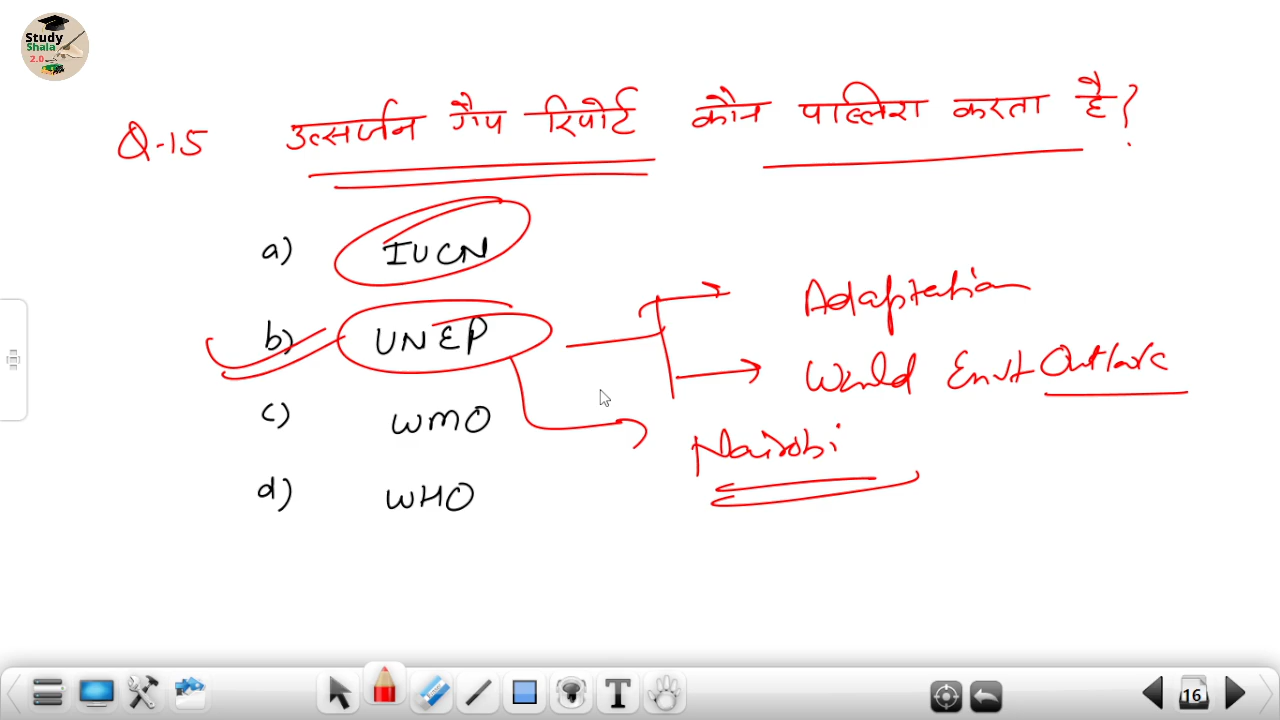 Study
Shala
2.0
Q.15 उत्सर्जन गैप रिपोर्ट कौन पाल्लिश करता है?
a) IUCN
b) UNEP
Adaptation
World Envt Outlook
c) WMO
Nairobi
d) WHO
16